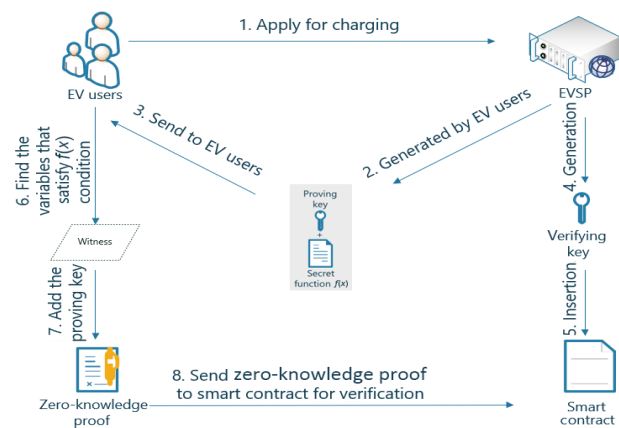 1. Apply for charging
EV users
EVSP
3. Send to EV users
2. Generated by EV users
4. Generation
6. Find the
variables that
satisfy f(x)
condition
Proving
key
+
Secret
function f(x)
Witness
Verifying
key
7. Add the
proving key
5. Insertion
8. Send zero-knowledge proof
to smart contract for verification
Zero-knowledge
proof
Smart
contract